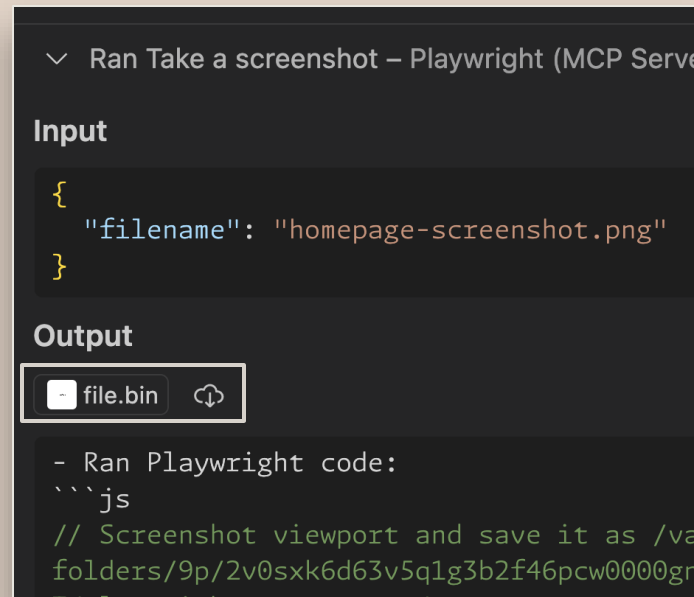 Ran Take a screenshot – Playwright (MCP Serve
Input
{
"filename": "homepage-screenshot.png"
}
Output
file.bin
- Ran Playwright code:
```js
// Screenshot viewport and save it as /va
folders/9p/2v0sxk6d63v5q1g3b2f46pcw0000gn